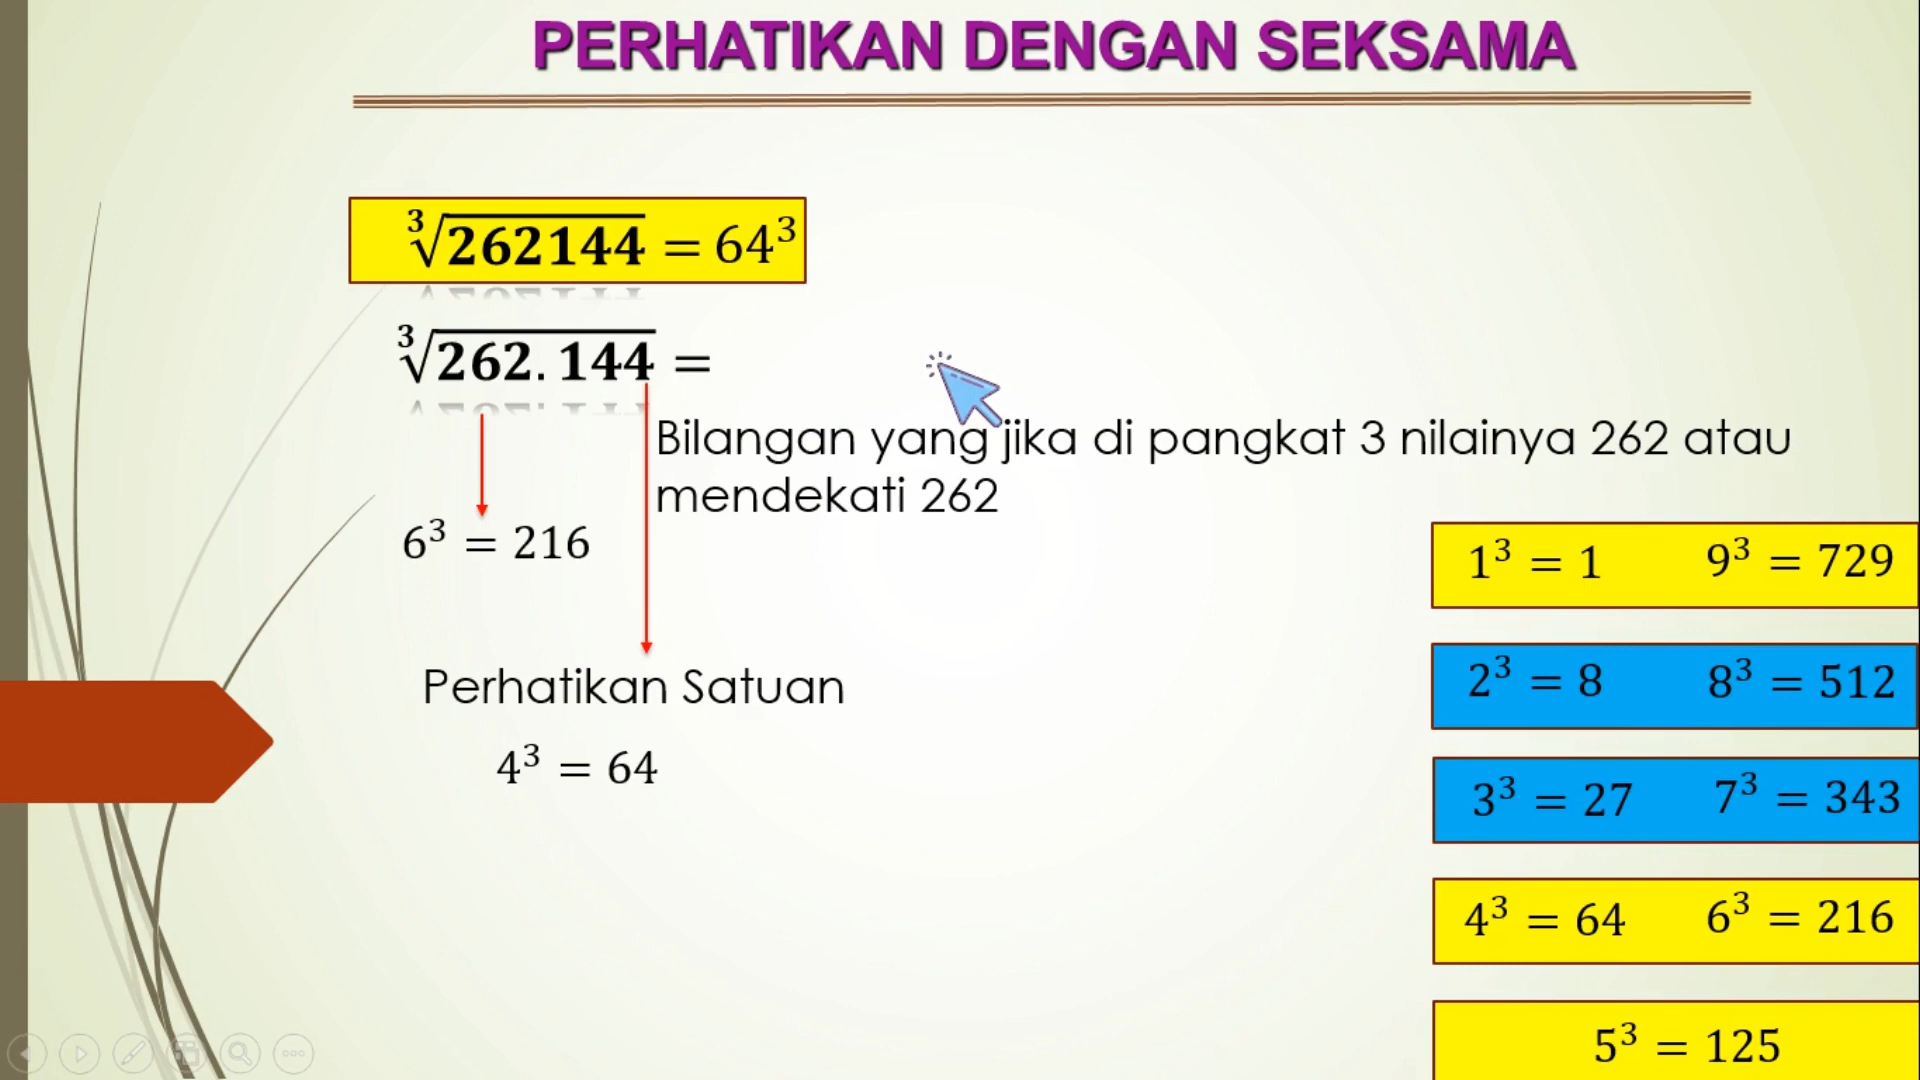 PERHATIKAN DENGAN SEKSAMA
∛262144 = 64³
∛262.144 =
Bilangan yang jika di pangkat 3 nilainya 262 atau
mendekati 262
6³ = 216
Perhatikan Satuan
4³ = 64
1³ = 1 9³ = 729
2³ = 8 8³ = 512
3³ = 27 7³ = 343
4³ = 64 6³ = 216
5³ = 125